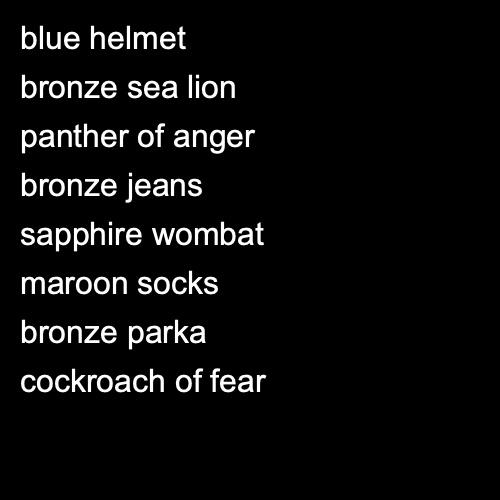 blue helmet
bronze sea lion
panther of anger
bronze jeans
sapphire wombat
maroon socks
bronze parka
cockroach of fear